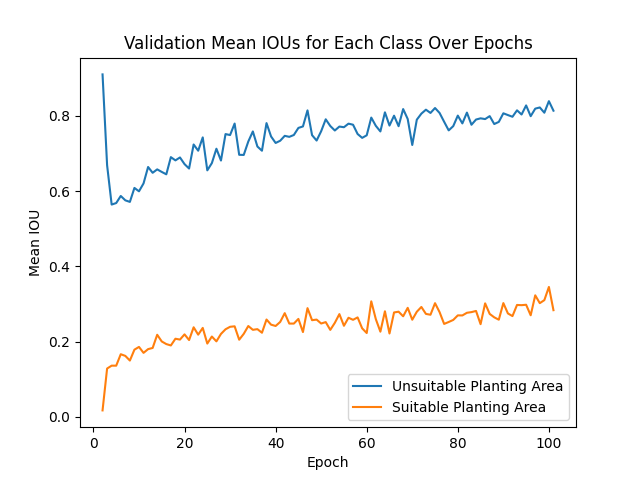 Validation Mean IOUs for Each Class Over Epochs
Mean IOU
0.8
0.6
0.4
0.2
0.0
0 20 40 60 80 100
Epoch
Unsuitable Planting Area
Suitable Planting Area